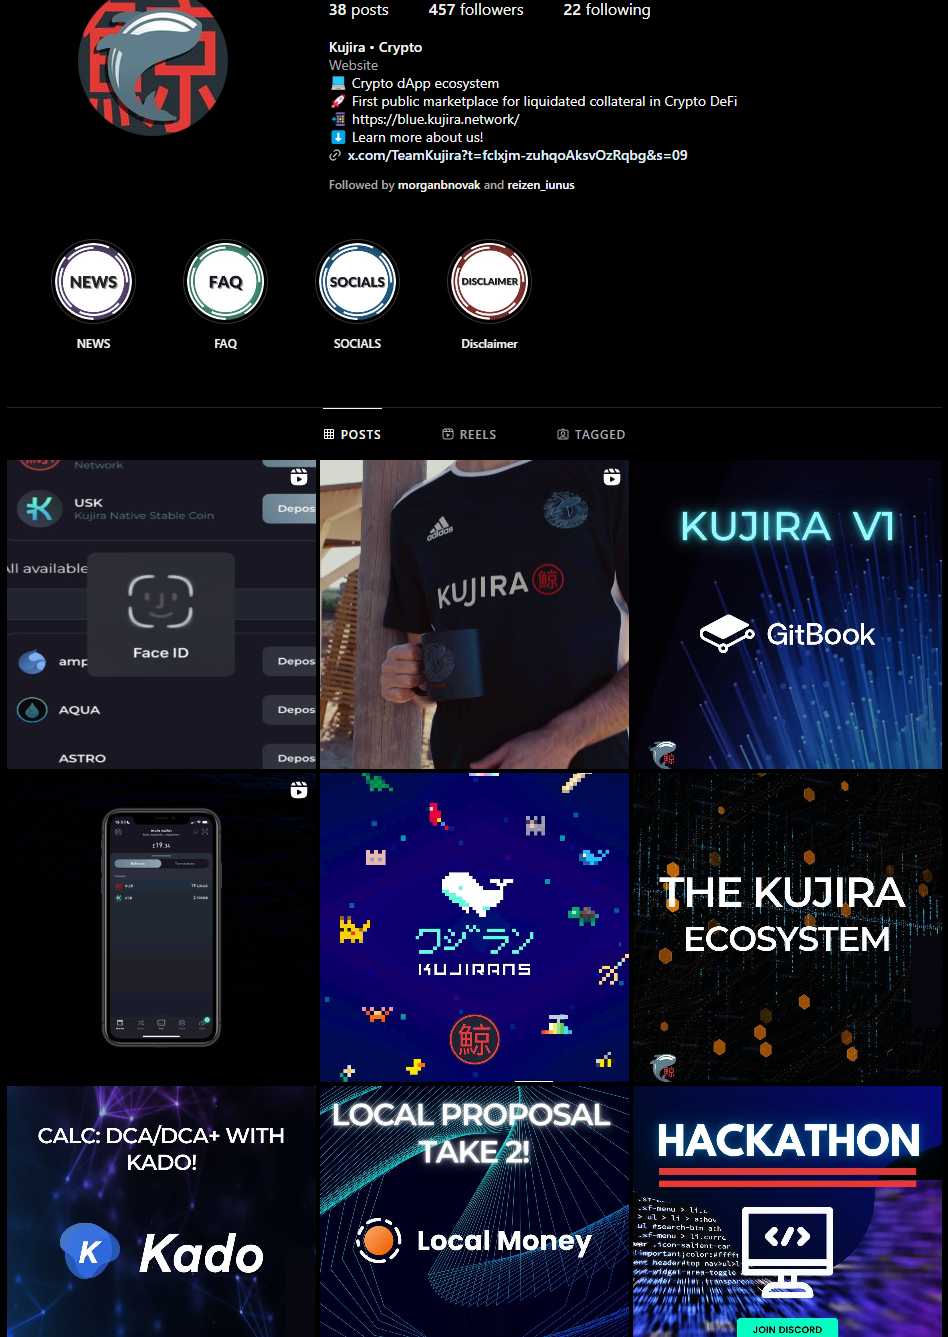 38 posts 457 followers 22 following
Kujira • Crypto
Website
💻 Crypto dApp ecosystem
🚀 First public marketplace for liquidated collateral in Crypto DeFi
📲 https://blue.kujira.network/
⬇️ Learn more about us!
x.com/TeamKujira?t=fclxjm-zuhqoAksvOzRqbg&s=09
Followed by morganbnovak and reizen_iunus
NEWS FAQ SOCIALS DISCLAIMER
NEWS FAQ SOCIALS Disclaimer
POSTS REELS TAGGED
Network
USK
Kujira Native Stable Coin
Depos
All available
Face ID
amp
Depos
AQUA
Depos
ASTRO
Depos
adidas
KUJIRA 鯨
KUJIRA V1
GitBook
鯨
19.34
クジラン
KUJIRANS
鯨
THE KUJIRA
ECOSYSTEM
鯨
CALC: DCA/DCA+ WITH
KADO!
K Kado
LOCAL PROPOSAL
TAKE 2!
Local Money
HACKATHON
</>
JOIN DISCORD